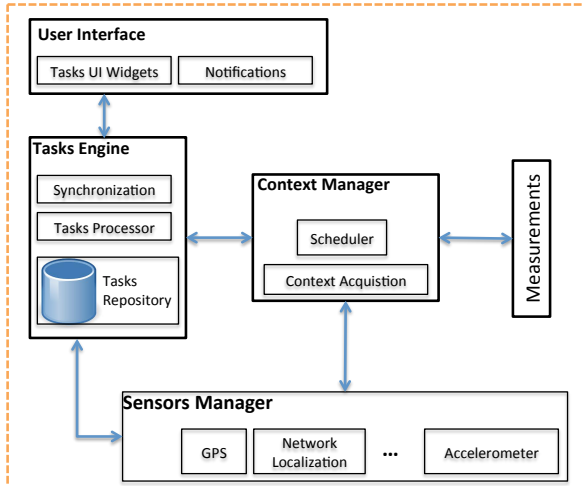 User Interface
Tasks UI Widgets
Notifications
Tasks Engine
Synchronization
Tasks Processor
Tasks
Repository
Context Manager
Scheduler
Context Acquistion
Measurements
Sensors Manager
GPS
Network
Localization
...
Accelerometer